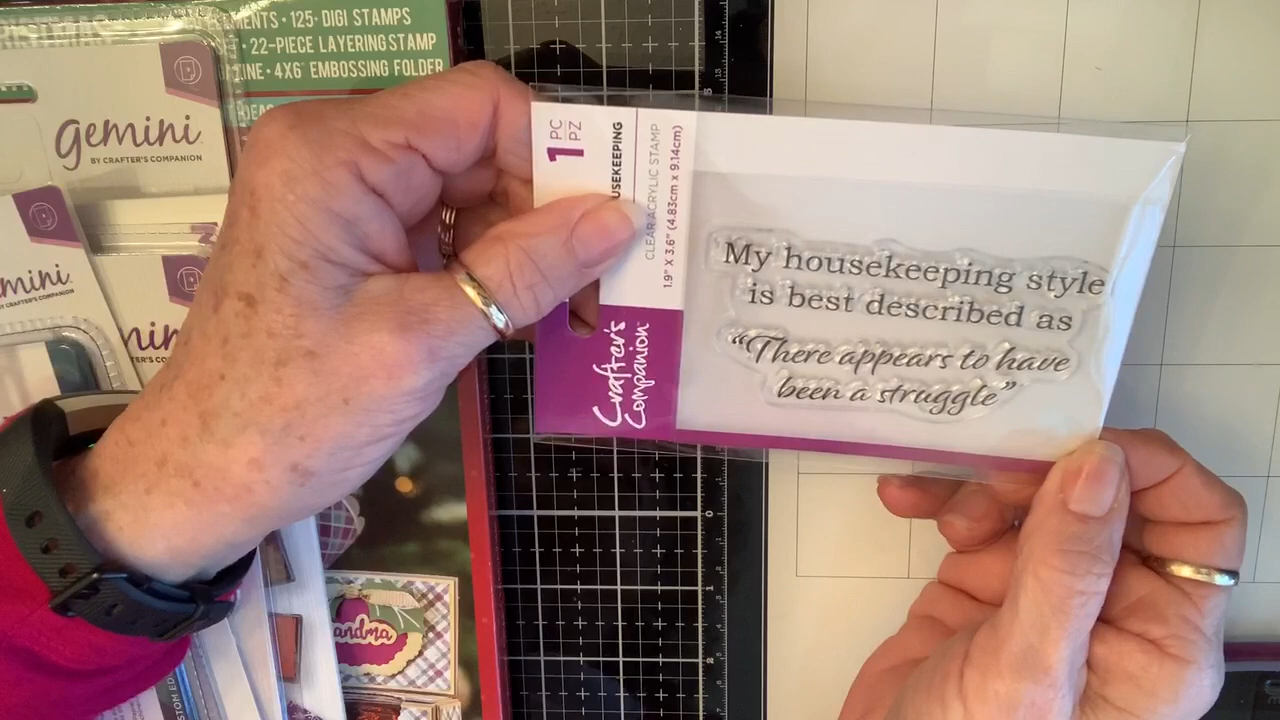 ENTS • 125+ DIGI STAMPS
• 22-PIECE LAYERING STAMP
INE • 4X6" EMBOSSING FOLDER
gemini
BY CRAFTER'S COMPANION
1 PC
PZ
USEKEEPING
CLEAR ACRYLIC STAMP
1.9" X 3.6" (4.83cm x 9.14cm)
Crafter's
Companion
My housekeeping style
is best described as
"There appears to have
been a struggle"
mini
CRAFTER'S COMPANION
andma